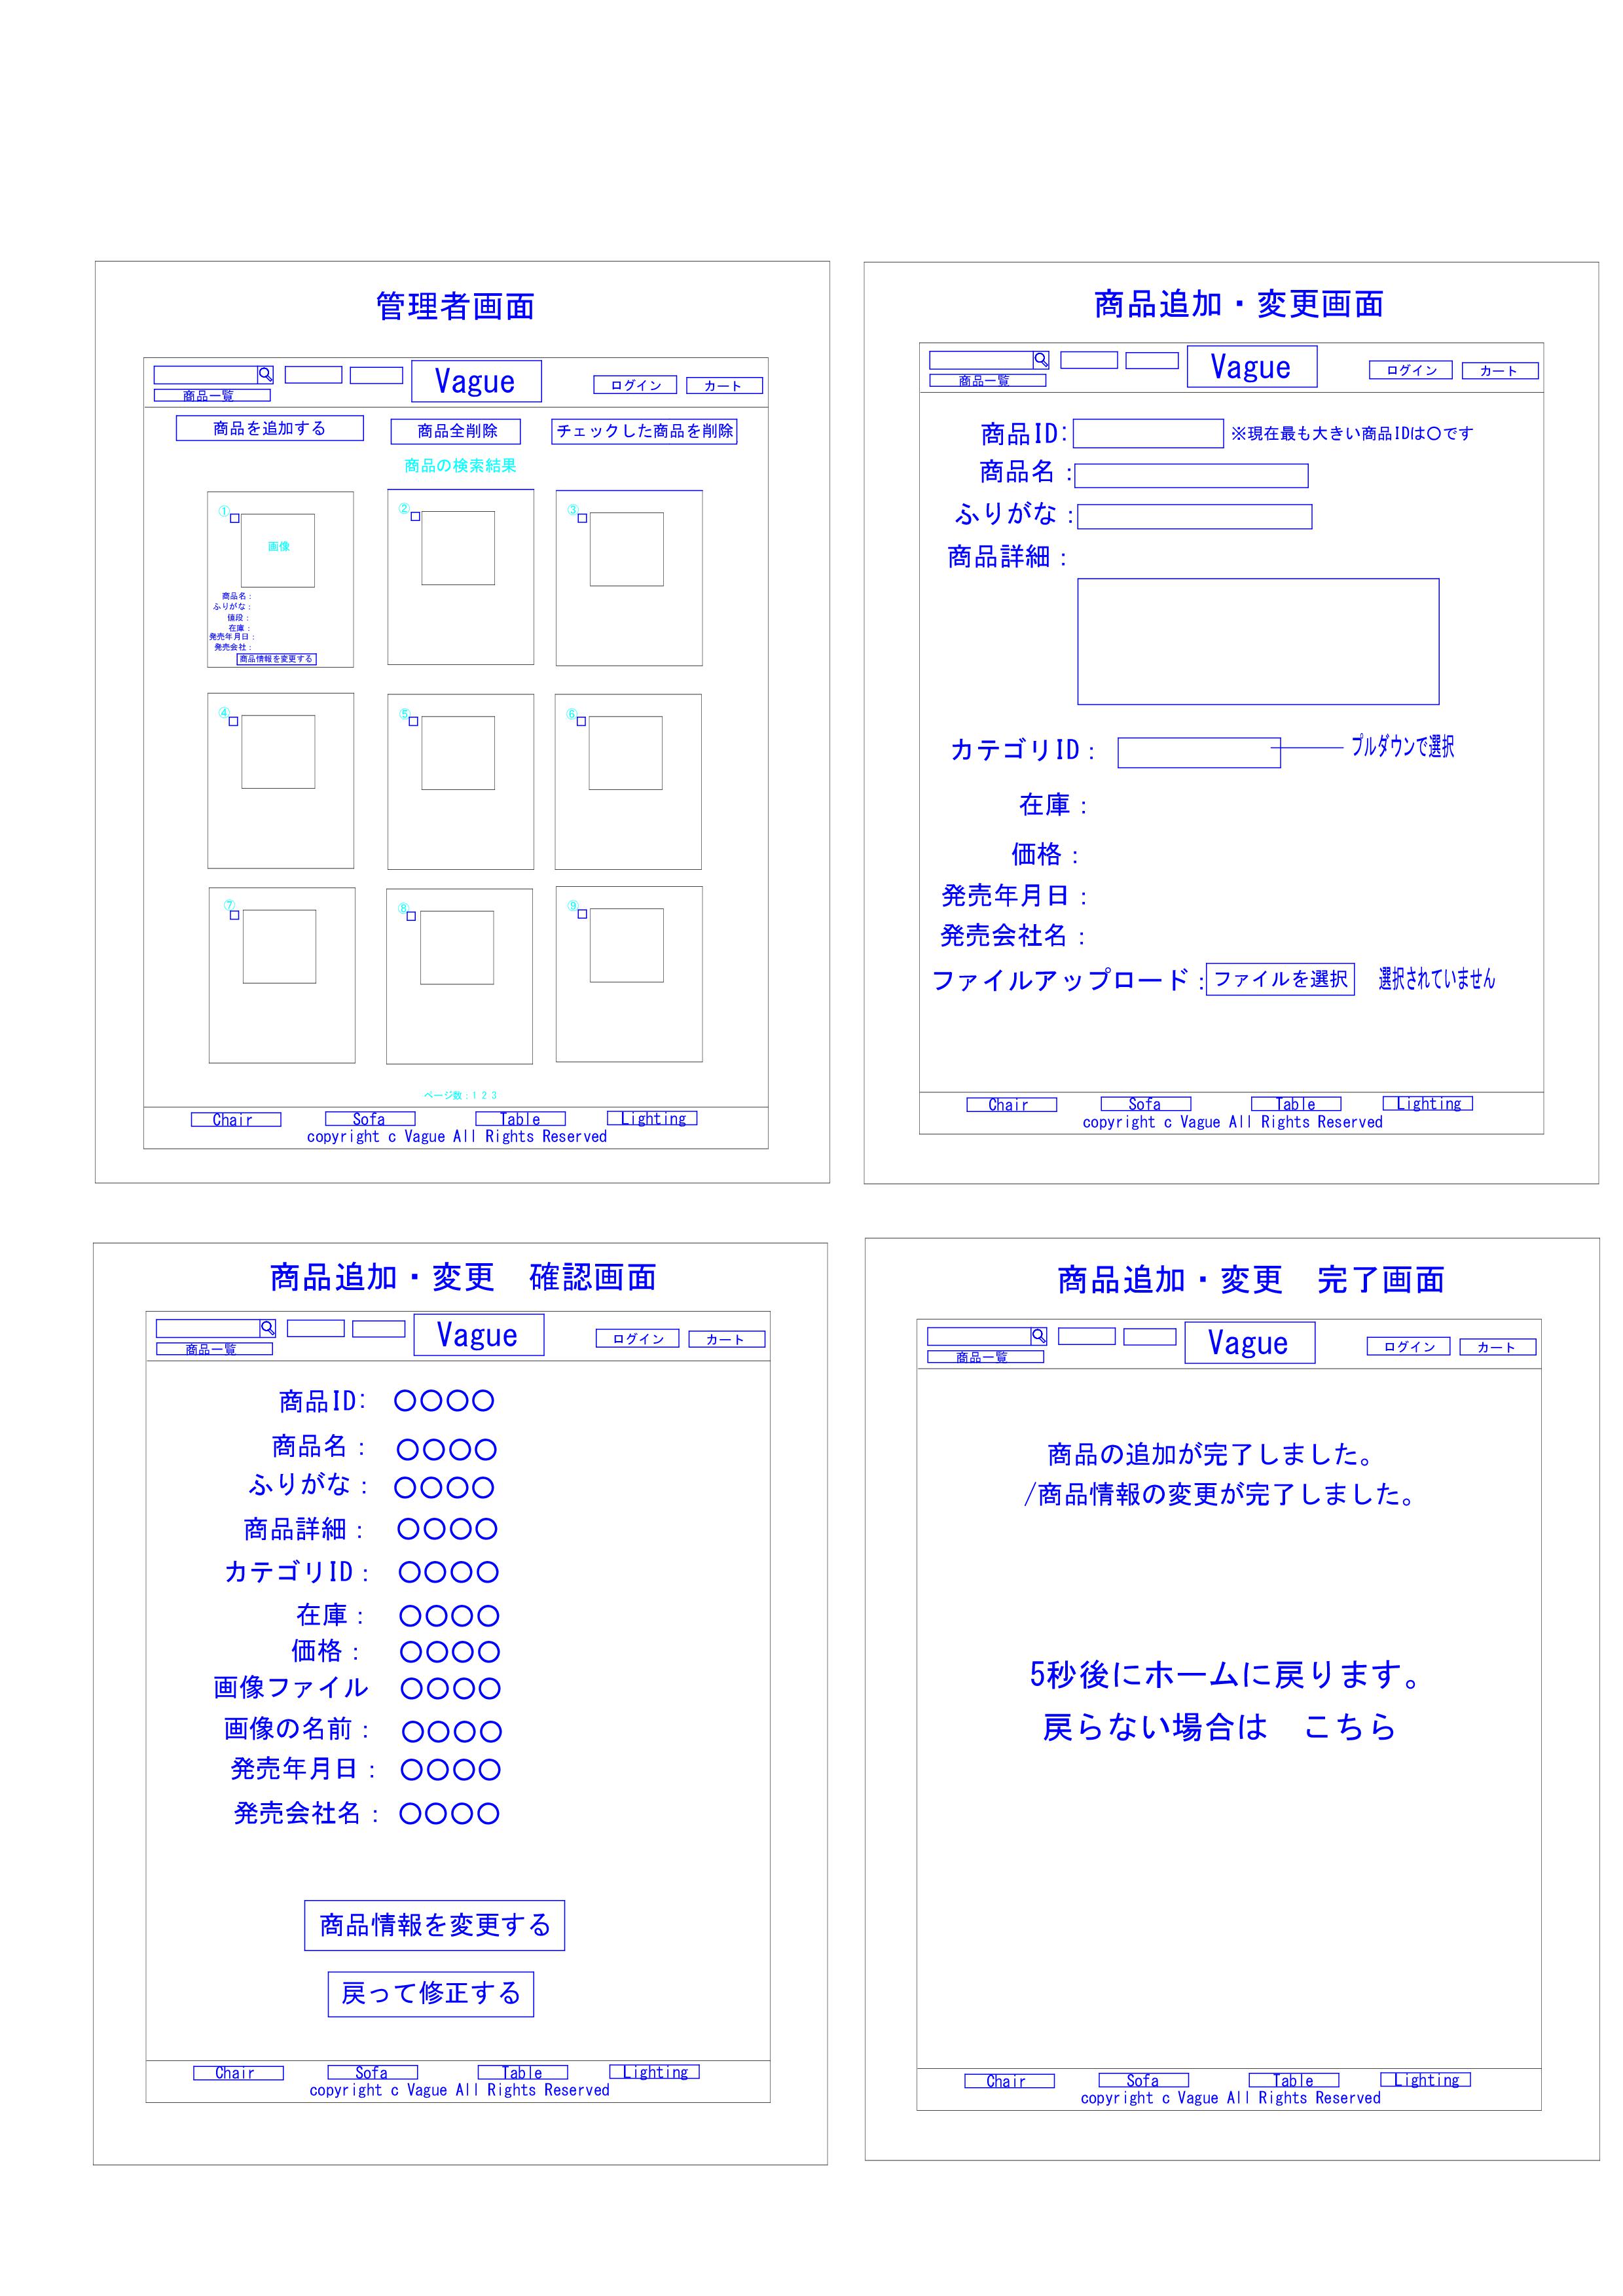 管理者画面
Vague
ログイン
カート
商品一覧
商品を追加する
商品全削除
チェックした商品を削除
商品の検索結果
①
②
③
画像
商品名：
ふりがな：
値段：
在庫：
発売年月日：
発売会社：
商品情報を変更する
④
⑤
⑥
⑦
⑧
⑨
ページ数：1 2 3
Chair
Sofa
Table
Lighting
copyright c Vague All Rights Reserved
商品追加・変更画面
Vague
ログイン
カート
商品一覧
商品ID：
※現在最も大きい商品IDは〇です
商品名：
ふりがな：
商品詳細：
カテゴリID：
プルダウンで選択
在庫：
価格：
発売年月日：
発売会社名：
ファイルアップロード：
ファイルを選択
選択されていません
Chair
Sofa
Table
Lighting
copyright c Vague All Rights Reserved
商品追加・変更　確認画面
Vague
ログイン
カート
商品一覧
商品ID：　〇〇〇〇
商品名：　〇〇〇〇
ふりがな：　〇〇〇〇
商品詳細：　〇〇〇〇
カテゴリID：　〇〇〇〇
在庫：　〇〇〇〇
価格：　〇〇〇〇
画像ファイル　〇〇〇〇
画像の名前：　〇〇〇〇
発売年月日：　〇〇〇〇
発売会社名：　〇〇〇〇
商品情報を変更する
戻って修正する
Chair
Sofa
Table
Lighting
copyright c Vague All Rights Reserved
商品追加・変更　完了画面
Vague
ログイン
カート
商品一覧
商品の追加が完了しました。
/商品情報の変更が完了しました。
5秒後にホームに戻ります。
戻らない場合は　こちら
Chair
Sofa
Table
Lighting
copyright c Vague All Rights Reserved